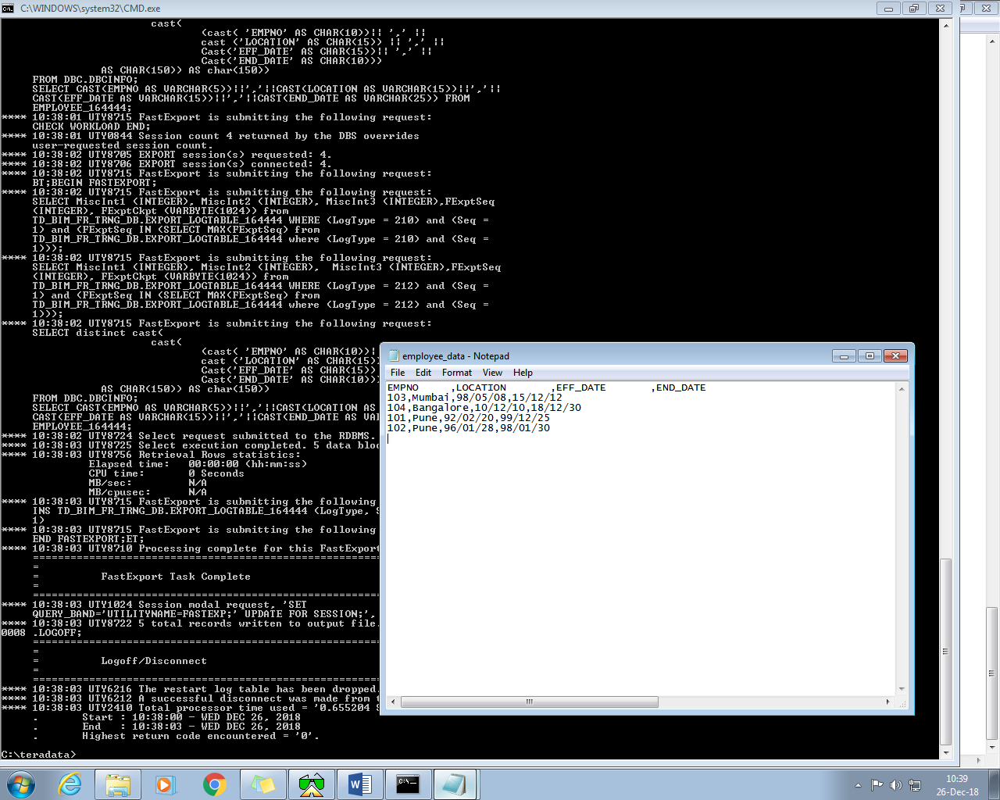 C:\WINDOWS\system32\CMD.exe
cast(
(cast( 'EMPNO' AS CHAR(10))|| ',' ||
cast ('LOCATION' AS CHAR(15)) || ',' ||
Cast('EFF_DATE' AS CHAR(15))|| ',' ||
Cast('END_DATE' AS CHAR(10)))
AS CHAR(150)) AS char(150))
FROM DBC.DBCINFO;
SELECT CAST(EMPNO AS VARCHAR(5))||','||CAST(LOCATION AS VARCHAR(15))||','||
CAST(EFF_DATE AS VARCHAR(15))||','||CAST(END_DATE AS VARCHAR(25)) FROM
EMPLOYEE_164444;
**** 10:38:01 UTY8715 FastExport is submitting the following request:
CHECK WORKLOAD END;
**** 10:38:01 UTY0844 Session count 4 returned by the DBS overrides
user-requested session count.
**** 10:38:02 UTY8705 EXPORT session(s) requested: 4.
**** 10:38:02 UTY8706 EXPORT session(s) connected: 4.
**** 10:38:02 UTY8715 FastExport is submitting the following request:
BT;BEGIN FASTEXPORT;
**** 10:38:02 UTY8715 FastExport is submitting the following request:
SELECT MiscInt1 (INTEGER), MiscInt2 (INTEGER), MiscInt3 (INTEGER),FExptSeq
(INTEGER), FExptCkpt (VARBYTE(1024)) from
TD_BIM_FR_TRNG_DB.EXPORT_LOGTABLE_164444 WHERE (LogType = 210) and (Seq =
1) and (FExptSeq IN (SELECT MAX(FExptSeq) from
TD_BIM_FR_TRNG_DB.EXPORT_LOGTABLE_164444 where (LogType = 210) and (Seq =
1)));
**** 10:38:02 UTY8715 FastExport is submitting the following request:
SELECT MiscInt1 (INTEGER), MiscInt2 (INTEGER),  MiscInt3 (INTEGER),FExptSeq
(INTEGER), FExptCkpt (VARBYTE(1024)) from
TD_BIM_FR_TRNG_DB.EXPORT_LOGTABLE_164444 WHERE (LogType = 212) and (Seq =
1) and (FExptSeq IN (SELECT MAX(FExptSeq) from
TD_BIM_FR_TRNG_DB.EXPORT_LOGTABLE_164444 where (LogType = 212) and (Seq =
1)));
**** 10:38:02 UTY8715 FastExport is submitting the following request:
SELECT distinct cast(
cast(
(cast( 'EMPNO' AS CHAR(10))|
cast ('LOCATION' AS CHAR(15)
Cast('EFF_DATE' AS CHAR(15))
Cast('END_DATE' AS CHAR(10))
AS CHAR(150)) AS char(150))
FROM DBC.DBCINFO;
SELECT CAST(EMPNO AS VARCHAR(5))||','||CAST(LOCATION AS VA
CAST(EFF_DATE AS VARCHAR(15))||','||CAST(END_DATE AS VARCH
EMPLOYEE_164444;
**** 10:38:02 UTY8724 Select request submitted to the RDBMS.
**** 10:38:03 UTY8725 Select execution completed. 5 data bloc
**** 10:38:03 UTY8756 Retrieval Rows statistics:
Elapsed time:   00:00:00 (hh:mm:ss)
CPU time:       0 Seconds
MB/sec:         N/A
MB/cpusec:      N/A
**** 10:38:03 UTY8715 FastExport is submitting the following
INS TD_BIM_FR_TRNG_DB.EXPORT_LOGTABLE_164444 (LogType, S
1)
**** 10:38:03 UTY8715 FastExport is submitting the following
END FASTEXPORT;ET;
**** 10:38:03 UTY8710 Processing complete for this FastExport
========================================================
=
=          FastExport Task Complete
=
========================================================
**** 10:38:03 UTY1024 Session modal request, 'SET
QUERY_BAND='UTILITYNAME=FASTEXP;' UPDATE FOR SESSION;',
**** 10:38:03 UTY8722 5 total records written to output file.
0008 .LOGOFF;
========================================================
=
=          Logoff/Disconnect
=
========================================================
**** 10:38:03 UTY6216 The restart log table has been dropped.
**** 10:38:03 UTY6212 A successful disconnect was made from t
**** 10:38:03 UTY2410 Total processor time used = '0.655204 S
.       Start : 10:38:00 - WED DEC 26, 2018
.       End   : 10:38:03 - WED DEC 26, 2018
.       Highest return code encountered = '0'.
C:\teradata>
employee_data - Notepad
File Edit Format View Help
EMPNO     ,LOCATION       ,EFF_DATE       ,END_DATE
103,Mumbai,98/05/08,15/12/12
104,Bangalore,10/12/10,18/12/30
101,Pune,92/02/20,99/12/25
102,Pune,96/01/28,98/01/30
10:39
26-Dec-18